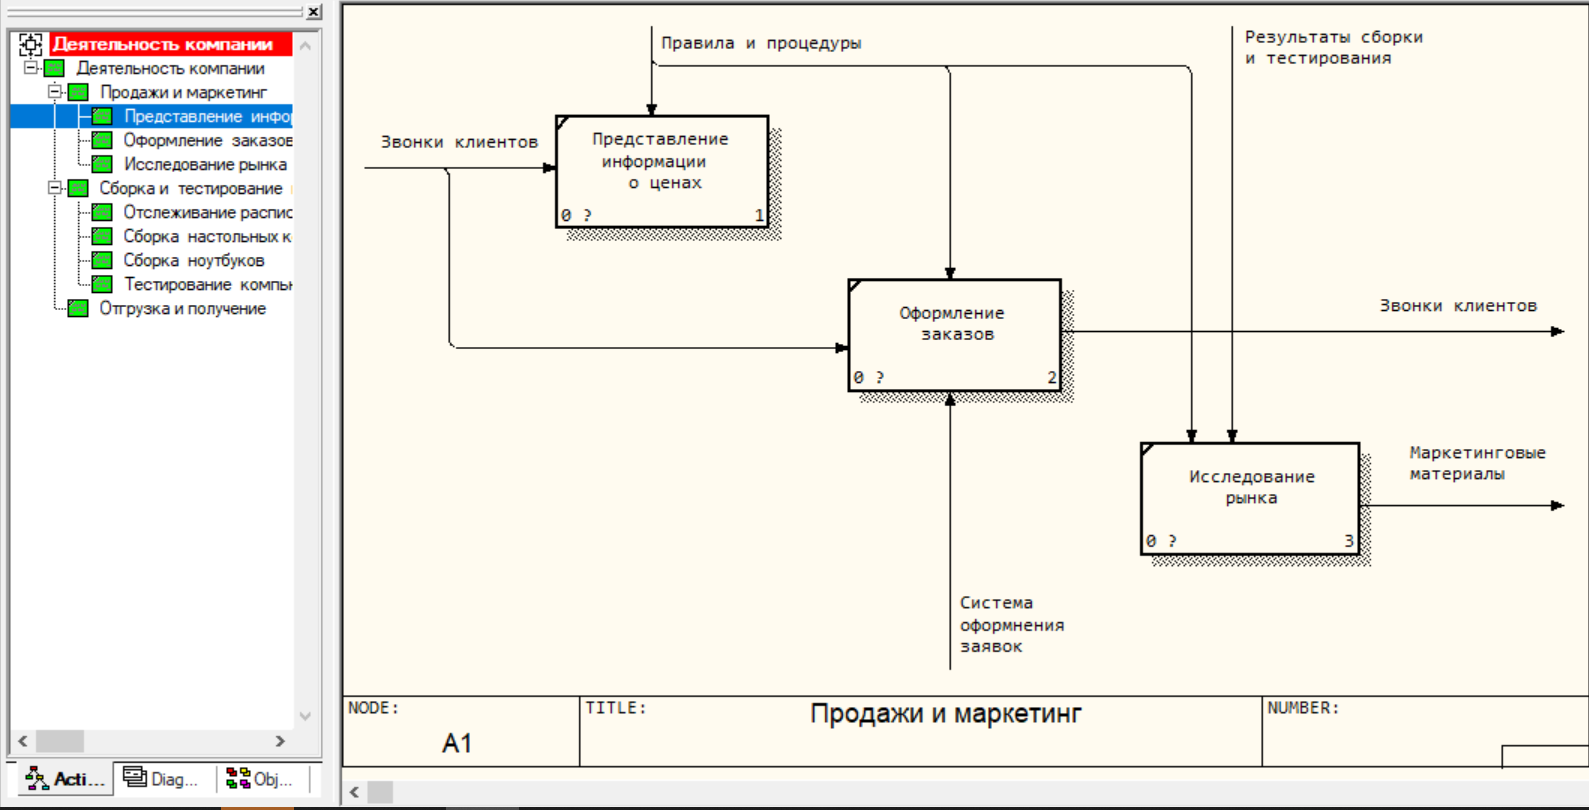 Деятельность компании
Деятельность компании
Продажи и маркетинг
Представление инфо
Оформление заказов
Исследование рынка
Сборка и тестирование
Отслеживание распис
Сборка настольных к
Сборка ноутбуков
Тестирование компь
Отгрузка и получение
Acti...
Diag...
Obj...
Правила и процедуры
Результаты сборки
и тестирования
Звонки клиентов
Представление
информации
о ценах
0 ?
1
Оформление
заказов
0 ?
2
Звонки клиентов
Исследование
рынка
0 ?
3
Маркетинговые
материалы
Система
оформнения
заявок
NODE:
A1
TITLE:
Продажи и маркетинг
NUMBER: